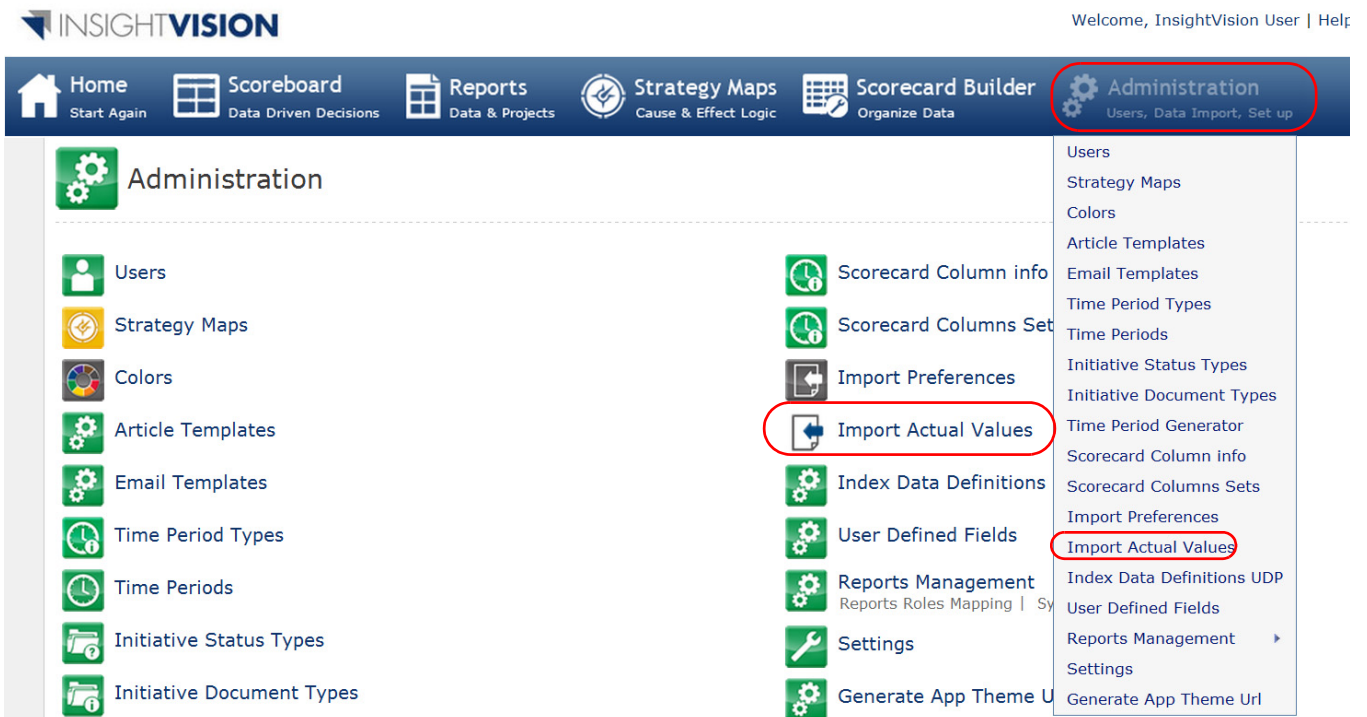 INSIGHTVISION
Welcome, InsightVision User | Help
Home
Start Again
Scoreboard
Data Driven Decisions
Reports
Data & Projects
Strategy Maps
Cause & Effect Logic
Scorecard Builder
Organize Data
Administration
Users, Data Import, Set up
Administration
Users
Strategy Maps
Colors
Article Templates
Email Templates
Time Period Types
Time Periods
Initiative Status Types
Initiative Document Types
Scorecard Column info
Scorecard Columns Set
Import Preferences
Import Actual Values
Index Data Definitions
User Defined Fields
Reports Management
Reports Roles Mapping | Sy
Settings
Generate App Theme U
Users
Strategy Maps
Colors
Article Templates
Email Templates
Time Period Types
Time Periods
Initiative Status Types
Initiative Document Types
Time Period Generator
Scorecard Column info
Scorecard Columns Sets
Import Preferences
Import Actual Values
Index Data Definitions UDP
User Defined Fields
Reports Management
Settings
Generate App Theme Url